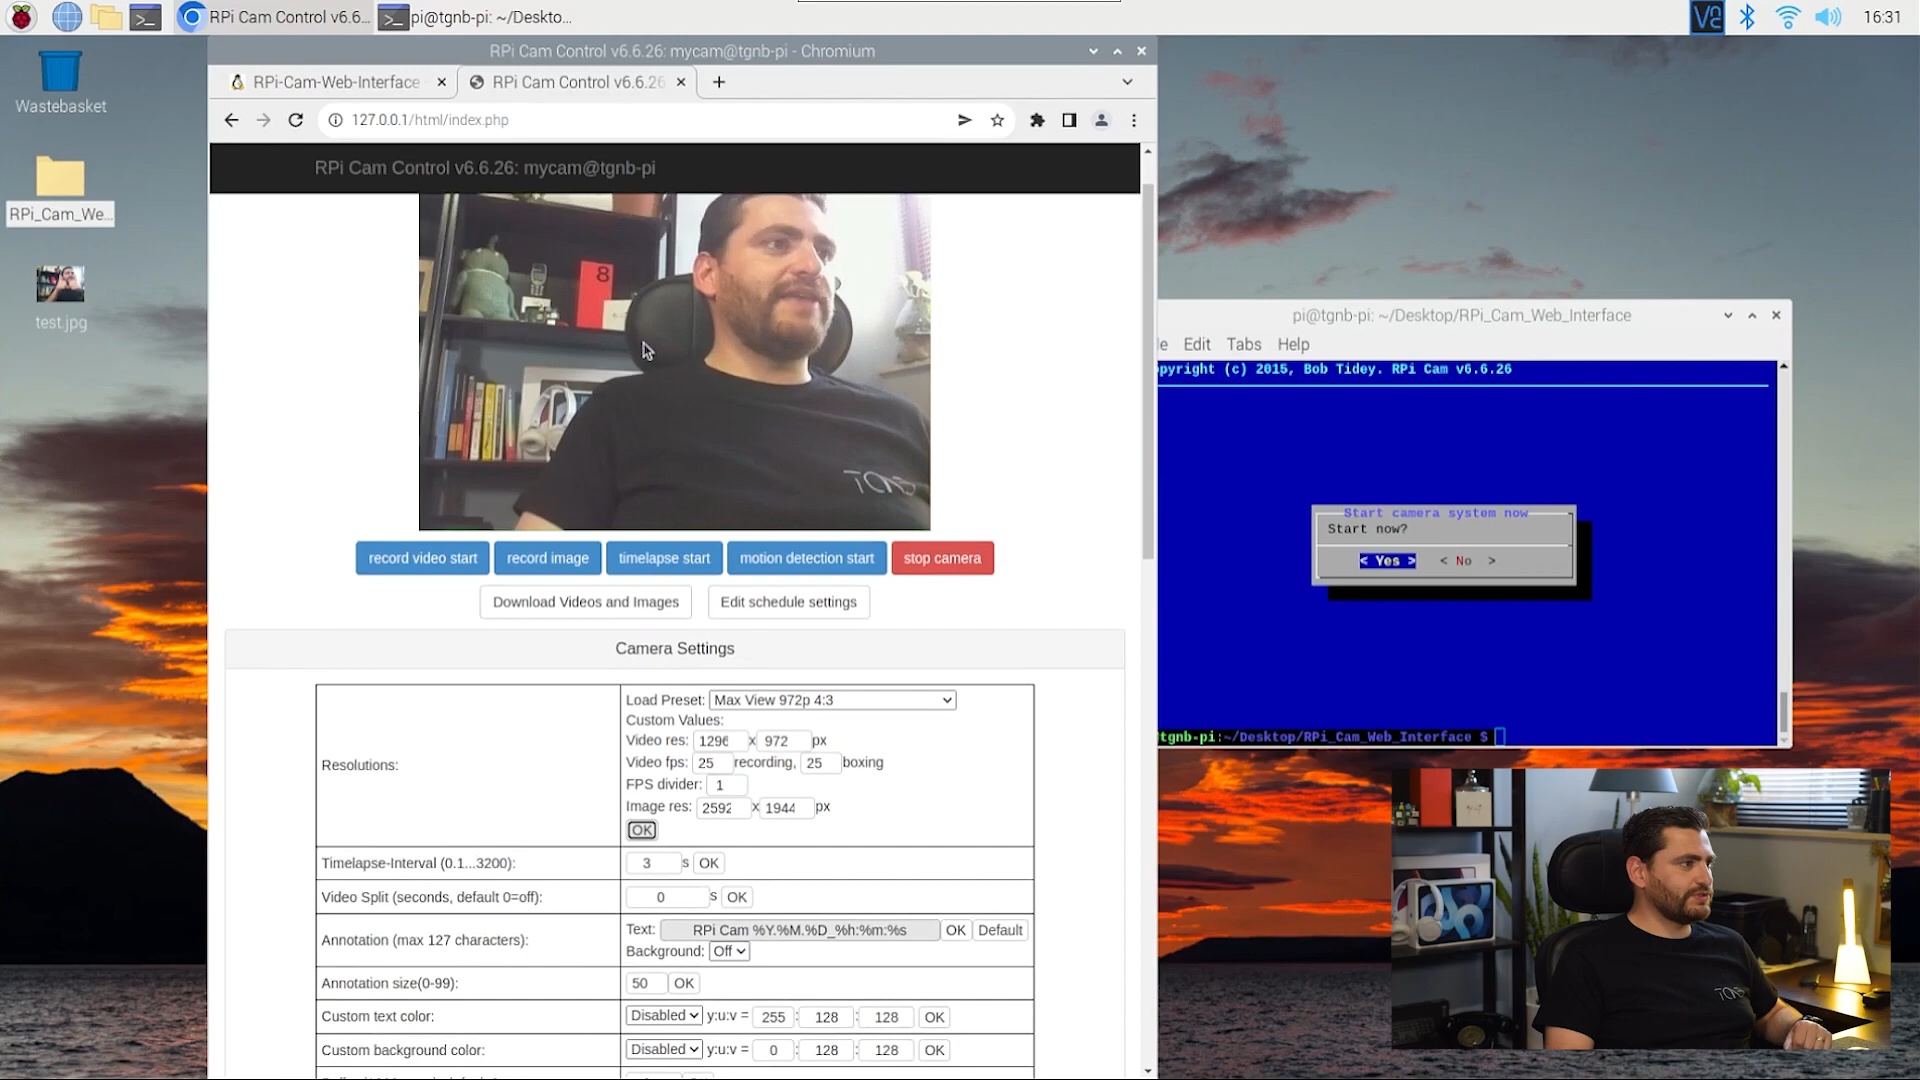 RPi Cam Control v6.6...
pi@tgnb-pi: ~/Deskto...
16:31
Wastebasket
RPi_Cam_We...
test.jpg
RPi Cam Control v6.6.26: mycam@tgnb-pi - Chromium
RPi-Cam-Web-Interface
RPi Cam Control v6.6.26
127.0.0.1/html/index.php
RPi Cam Control v6.6.26: mycam@tgnb-pi
8
TGNB
record video start
record image
timelapse start
motion detection start
stop camera
Download Videos and Images
Edit schedule settings
Camera Settings
Resolutions:
Load Preset: Max View 972p 4:3
Custom Values:
Video res: 1296 x 972 px
Video fps: 25 recording, 25 boxing
FPS divider: 1
Image res: 2592 x 1944 px
OK
Timelapse-Interval (0.1...3200): 3 s OK
Video Split (seconds, default 0=off): 0 s OK
Annotation (max 127 characters):
Text: RPi Cam %Y.%M.%D_%h:%m:%s OK Default
Background: Off
Annotation size(0-99): 50 OK
Custom text color: Disabled y:u:v = 255 : 128 : 128 OK
Custom background color: Disabled y:u:v = 0 : 128 : 128 OK
pi@tgnb-pi: ~/Desktop/RPi_Cam_Web_Interface
le Edit Tabs Help
pyright (c) 2015, Bob Tidey. RPi Cam v6.6.26
Start camera system now
Start now?
< Yes > < No >
tgnb-pi:~/Desktop/RPi_Cam_Web_Interface $
TGNB